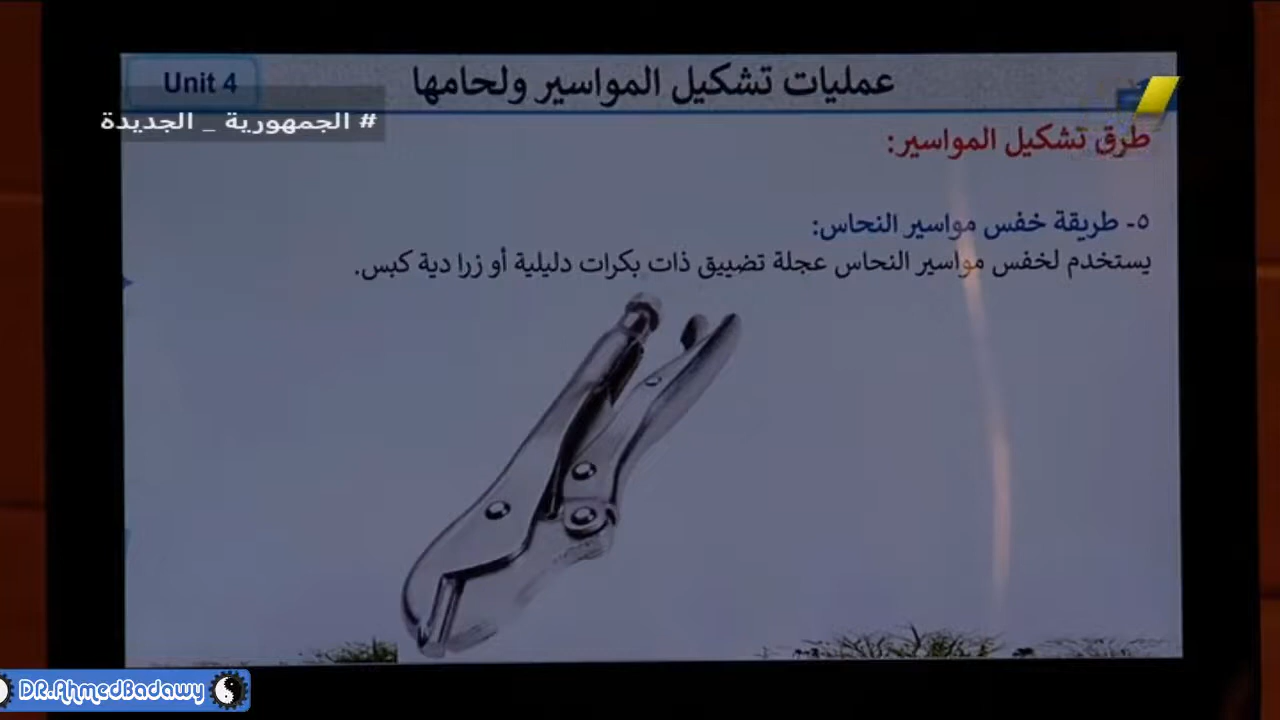 Unit 4
عمليات تشكيل المواسير ولحامها
# الجمهورية _ الجديدة
طرق تشكيل المواسير:
٥- طريقة خفس مواسير النحاس:
يستخدم لخفس مواسير النحاس عجلة تضييق ذات بكرات دليلية أو زرا دية كبس.
DR.AhmedBadawy